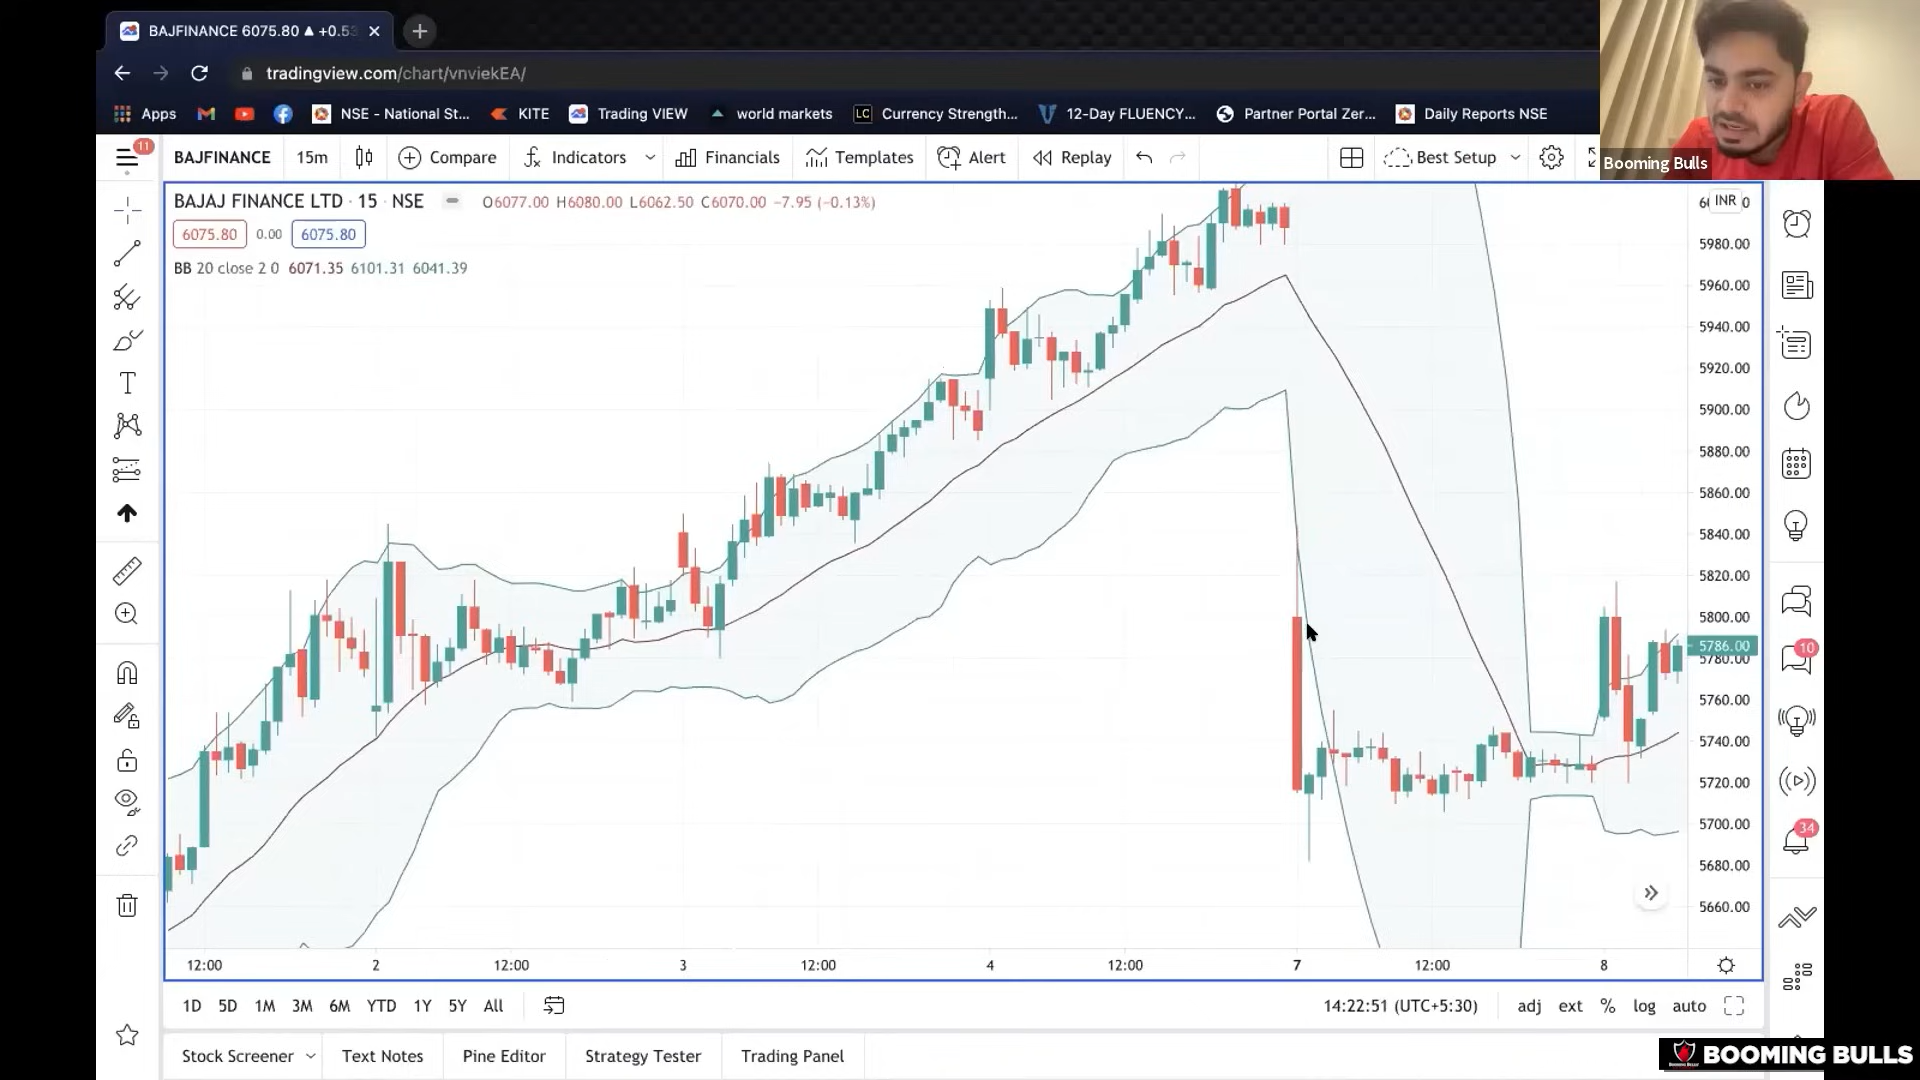 BAJFINANCE 6075.80 ▲ +0.53
tradingview.com/chart/vnviekEA/
Apps NSE - National St... KITE Trading VIEW world markets LC Currency Strength... 12-Day FLUENCY... Partner Portal Zer... Daily Reports NSE
Booming Bulls
11
BAJFINANCE 15m Compare Indicators Financials Templates Alert Replay Best Setup
BAJAJ FINANCE LTD · 15 · NSE O6077.00 H6080.00 L6062.50 C6070.00 −7.95 (−0.13%)
INR
6075.80 0.00 6075.80
BB 20 close 2 0 6071.35 6101.31 6041.39
5980.00
5960.00
5940.00
5920.00
5900.00
5880.00
5860.00
5840.00
5820.00
5800.00
5786.00
5780.00
5760.00
5740.00
5720.00
5700.00
5680.00
5660.00
10
34
12:00 2 12:00 3 12:00 4 12:00 7 12:00 8
1D 5D 1M 3M 6M YTD 1Y 5Y All 14:22:51 (UTC+5:30) adj ext % log auto
Stock Screener Text Notes Pine Editor Strategy Tester Trading Panel
BOOMING BULLS